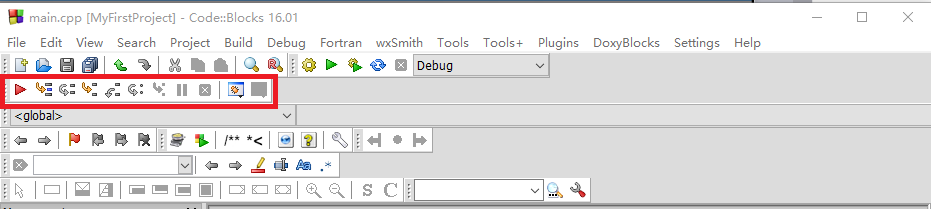 main.cpp [MyFirstProject] - Code::Blocks 16.01
File Edit View Search Project Build Debug Fortran wxSmith Tools Tools+ Plugins DoxyBlocks Settings Help
Debug
<global>
/** *<
Aa .*
S C